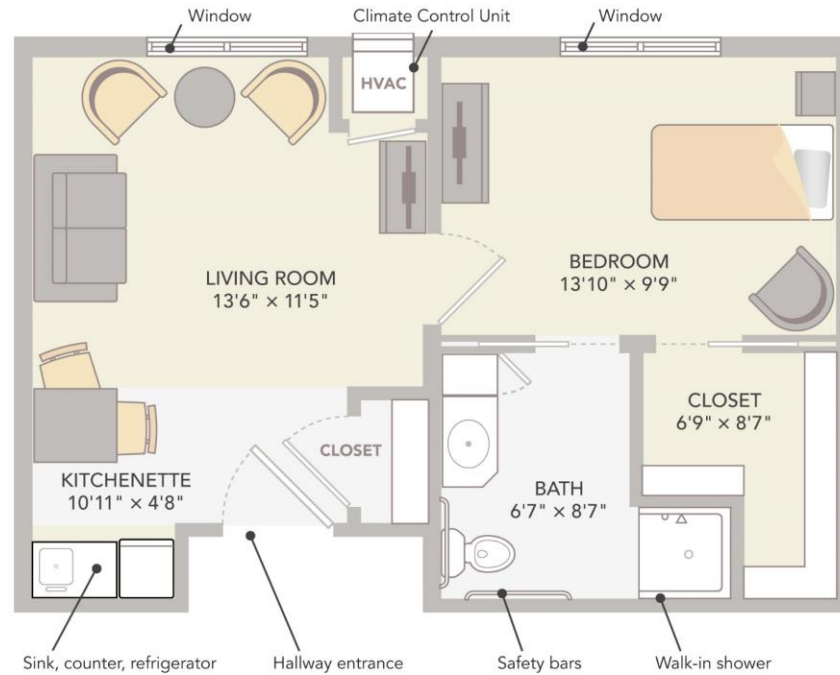 Window
Climate Control Unit
Window
HVAC
LIVING ROOM
13'6" × 11'5"
BEDROOM
13'10" × 9'9"
CLOSET
6'9" × 8'7"
CLOSET
KITCHENETTE
10'11" × 4'8"
BATH
6'7" × 8'7"
Sink, counter, refrigerator
Hallway entrance
Safety bars
Walk-in shower